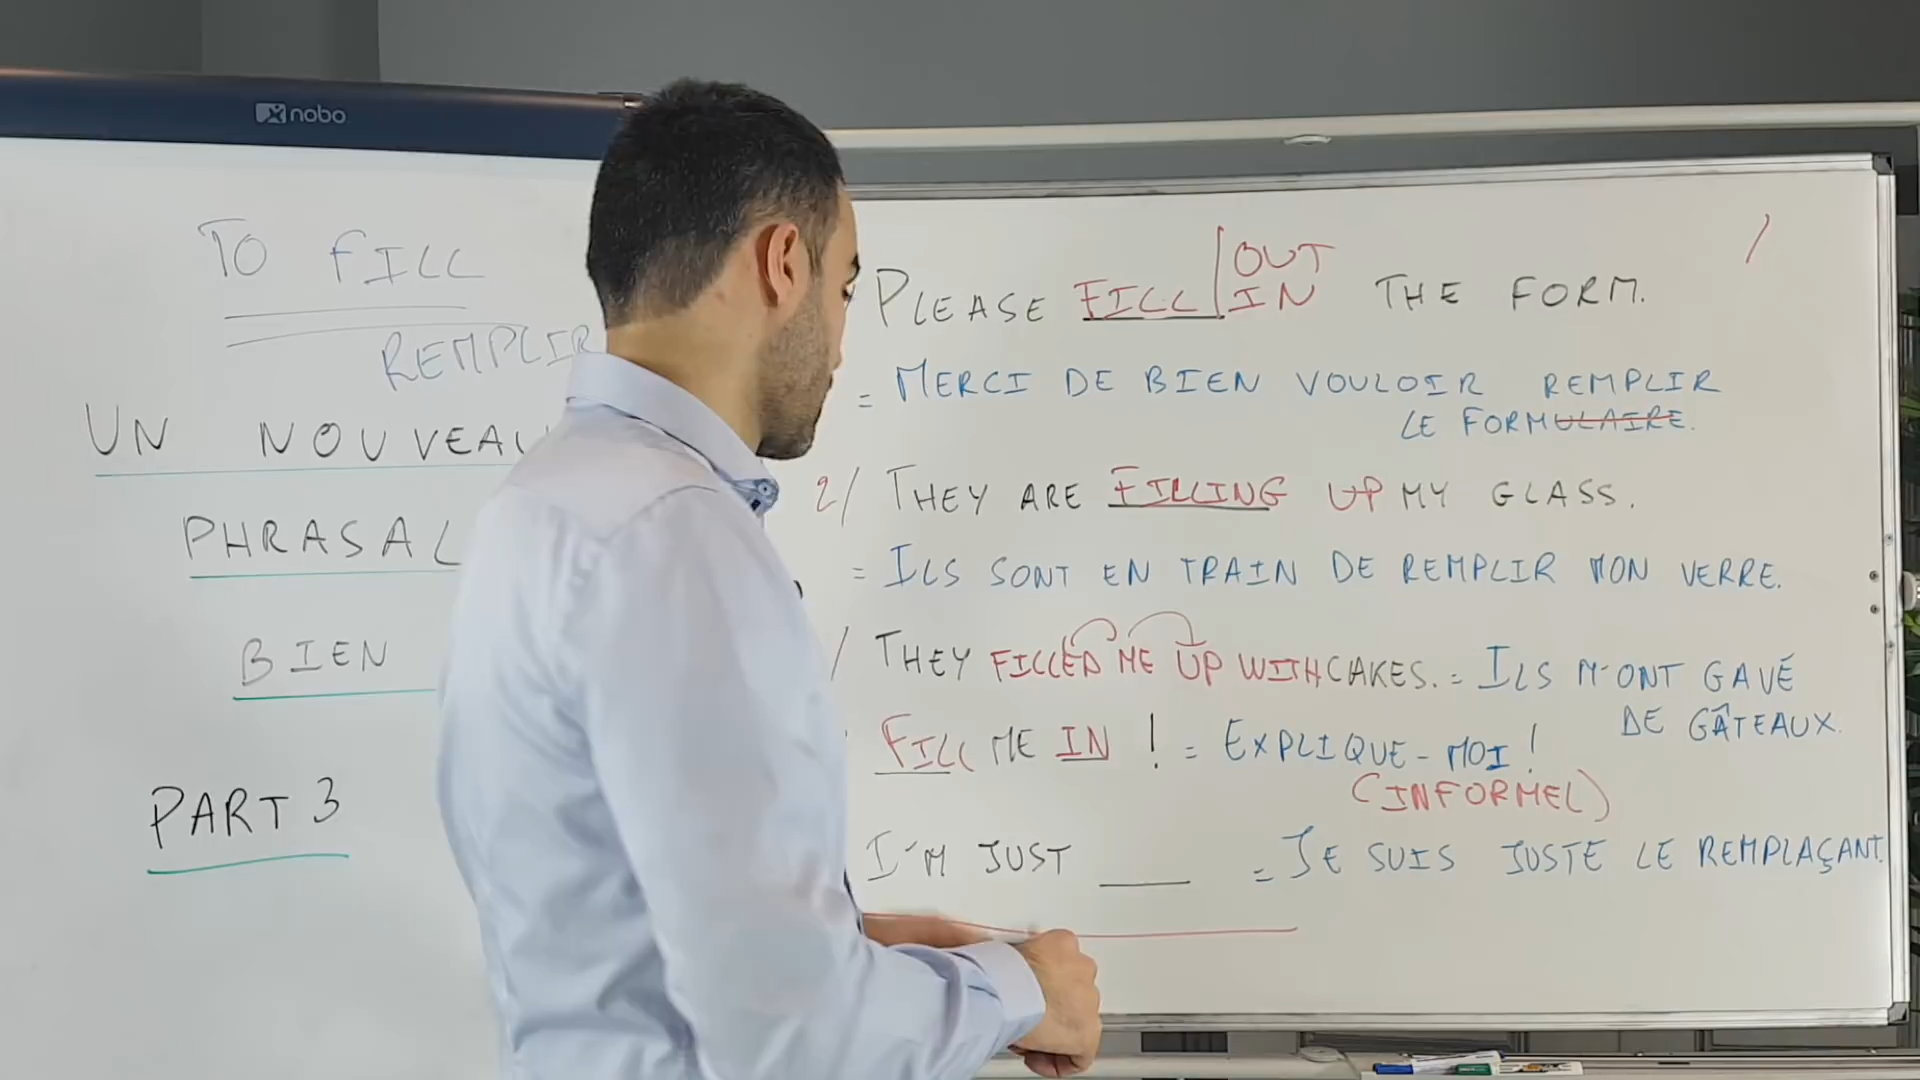 nobo
TO FILL
REMPLIR
UN NOUVEAU
PHRASAL
BIEN
PART 3
OUT
PLEASE FILL IN THE FORM.
= MERCI DE BIEN VOULOIR REMPLIR
LE FORMULAIRE.
2/ THEY ARE FILLING UP MY GLASS.
= ILS SONT EN TRAIN DE REMPLIR MON VERRE.
/ THEY FILLED ME UP WITH CAKES. = ILS M'ONT GAVÉ
DE GÂTEAUX.
FILL ME IN ! = EXPLIQUE-MOI !
(INFORMEL)
I'M JUST ____ = JE SUIS JUSTE LE REMPLAÇANT.